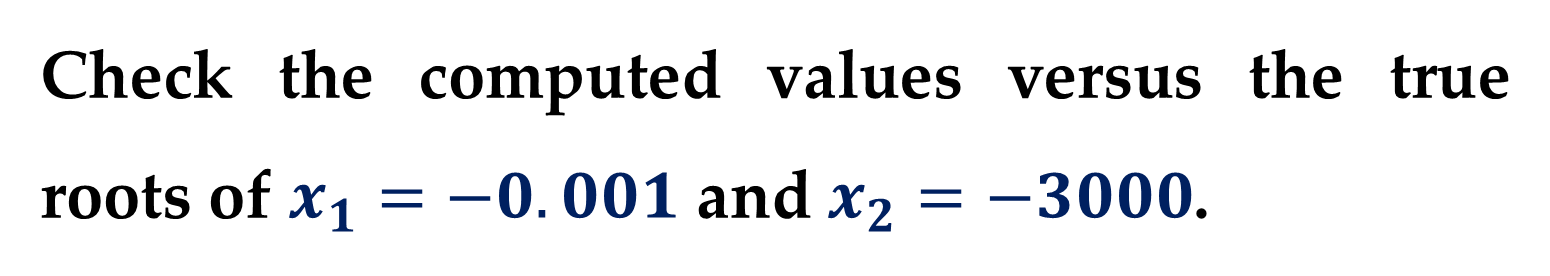 Check the computed values versus the true
roots of x₁ = −0.001 and x₂ = −3000.